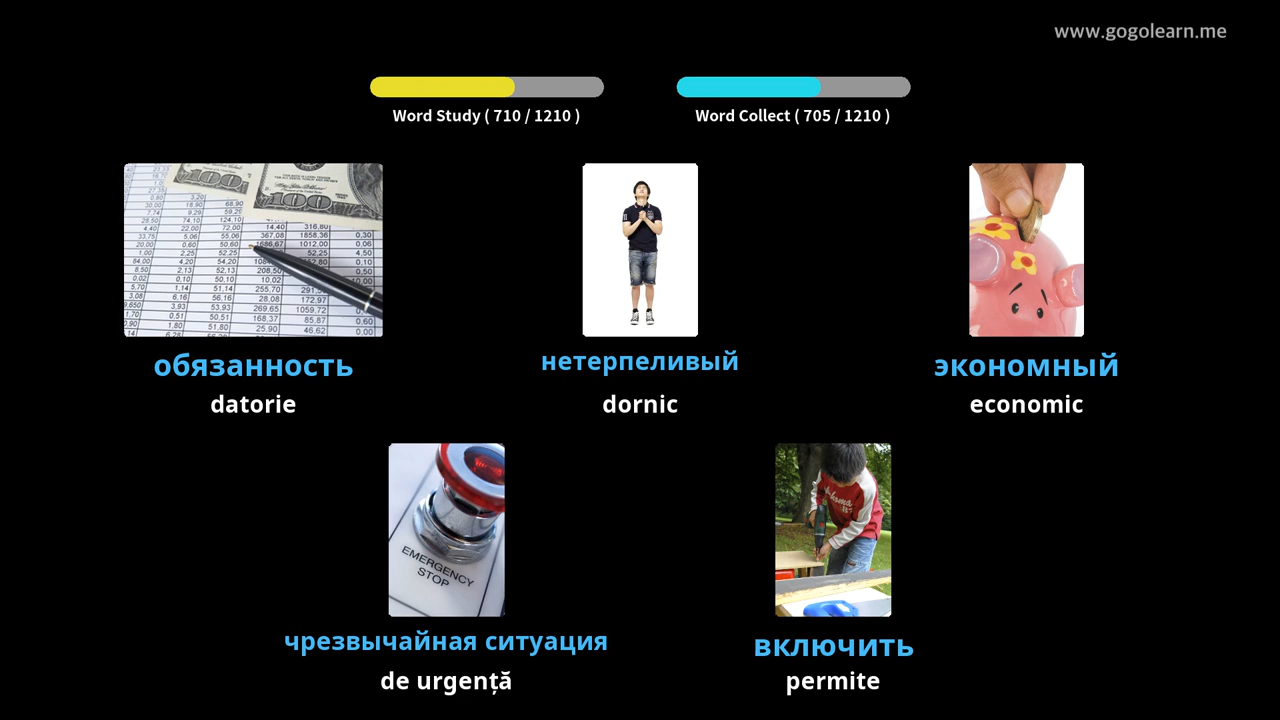 www.gogolearn.me
Word Study ( 710 / 1210 )
Word Collect ( 705 / 1210 )
обязанность
datorie
нетерпеливый
dornic
экономный
economic
EMERGENCY
STOP
чрезвычайная ситуация
de urgență
включить
permite